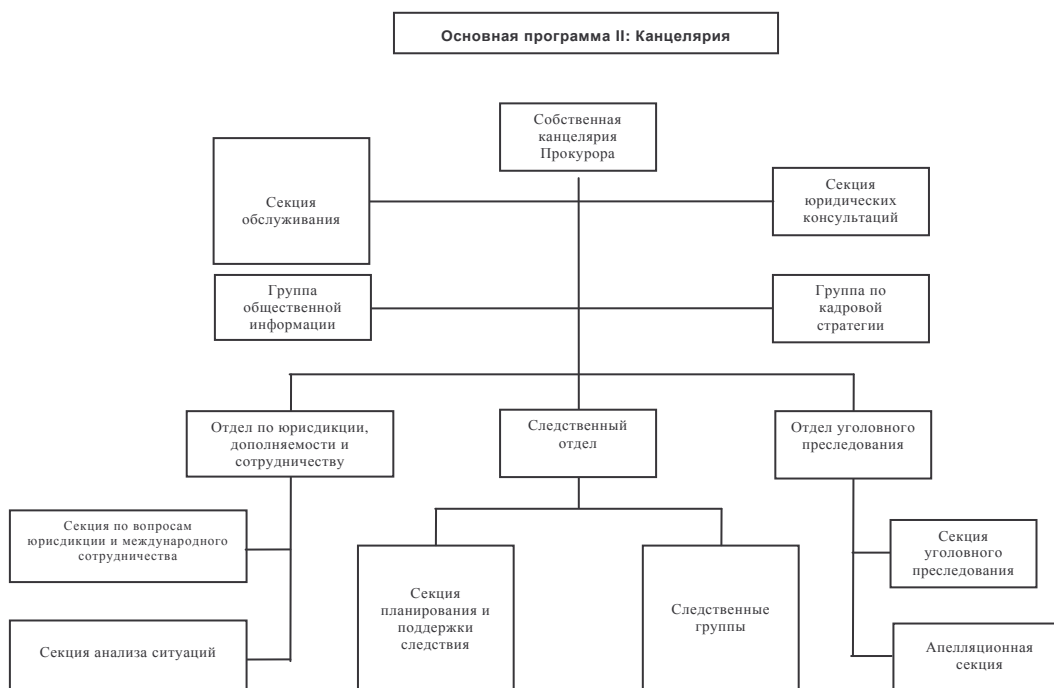 Основная программа II: Канцелярия
Собственная
канцелярия
Прокурора
Секция
обслуживания
Секция
юридических
консультаций
Группа
общественной
информации
Группа по
кадровой
стратегии
Отдел по юрисдикции,
дополняемости и
сотрудничеству
Следственный
отдел
Отдел уголовного
преследования
Секция по вопросам
юрисдикции и международного
сотрудничества
Секция анализа ситуаций
Секция
планирования и
поддержки
следствия
Следственные
группы
Секция
уголовного
преследования
Апелляционная
секция